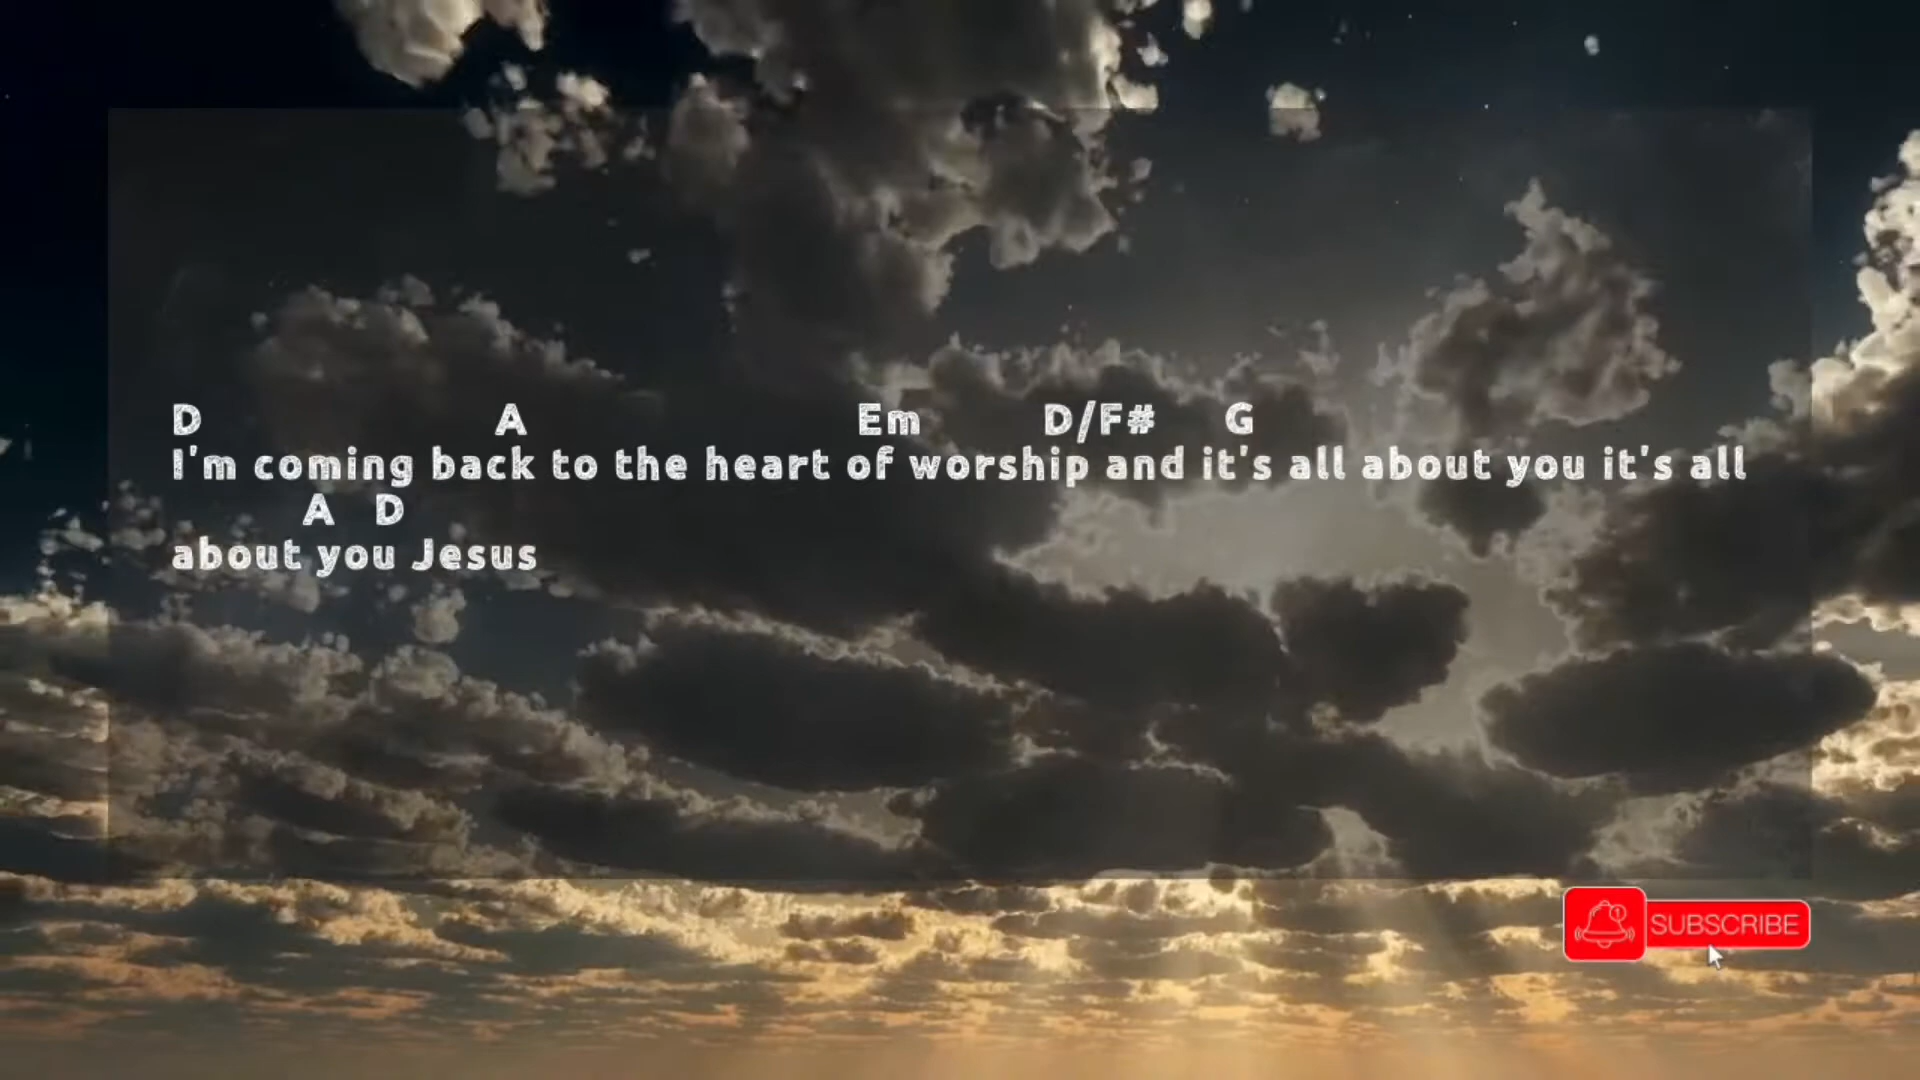 D A Em D/F# G
I'm coming back to the heart of worship and it's all about you it's all
A D
about you Jesus
SUBSCRIBE